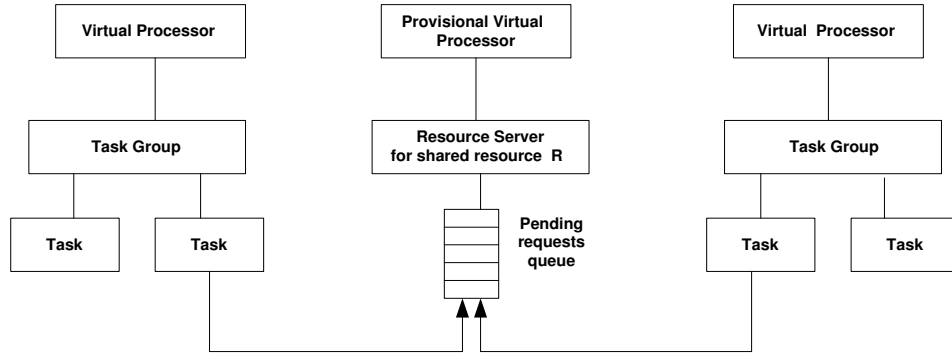 Virtual Processor
Provisional Virtual
Processor
Virtual Processor
Task Group
Resource Server
for shared resource R
Task Group
Task
Task
Pending
requests
queue
Task
Task